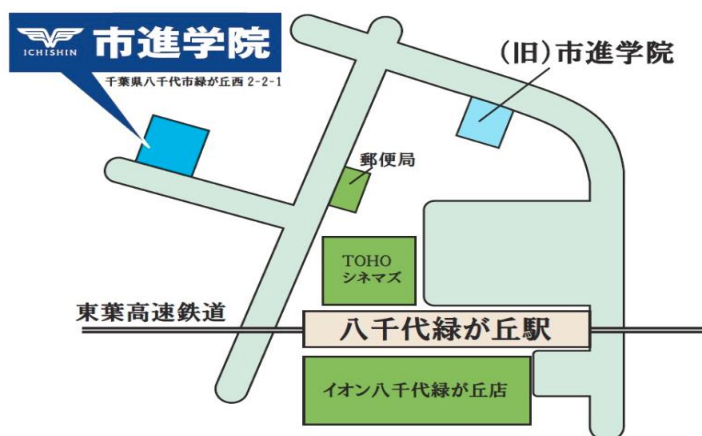 ICHISHIN
市進学院
千葉県八千代市緑が丘西 2-2-1
(旧)市進学院
郵便局
TOHO
シネマズ
東葉高速鉄道
八千代緑が丘駅
イオン八千代緑が丘店